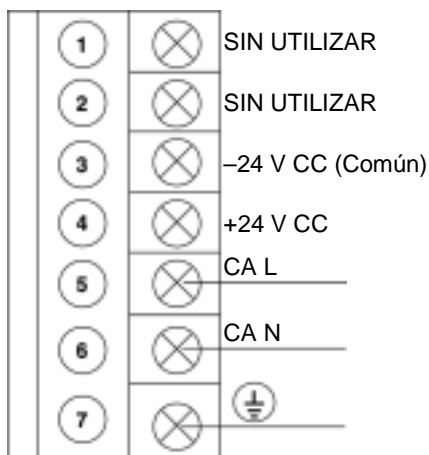 1 SIN UTILIZAR
2 SIN UTILIZAR
3 –24 V CC (Común)
4 +24 V CC
5 CA L
6 CA N
7